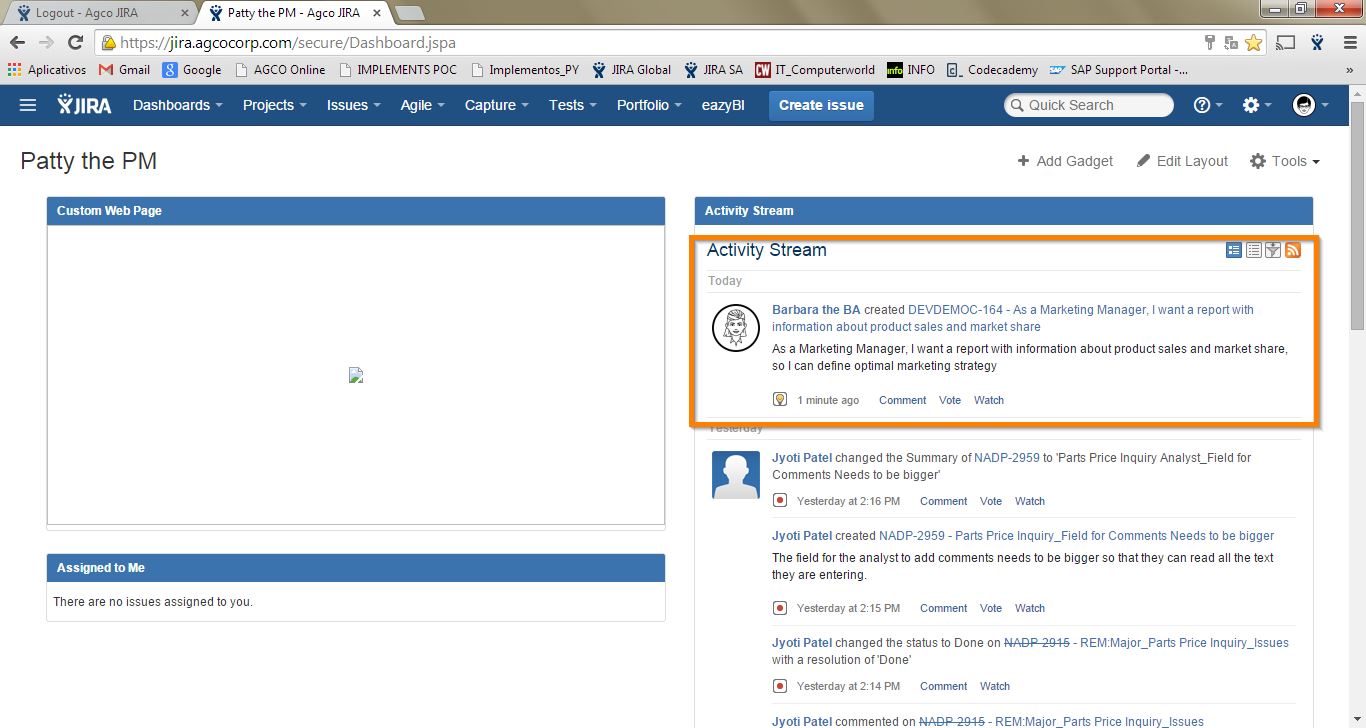 Logout - Agco JIRA
Patty the PM - Agco JIRA
https://jira.agcocorp.com/secure/Dashboard.jspa
Aplicativos Gmail Google AGCO Online IMPLEMENTS POC Implementos_PY JIRA Global JIRA SA CW IT_Computerworld info INFO Codecademy SAP Support Portal -... »
JIRA Dashboards Projects Issues Agile Capture Tests Portfolio eazyBI Create issue Quick Search
Patty the PM
Add Gadget Edit Layout Tools
Custom Web Page
Activity Stream
Activity Stream
Today
Barbara the BA created DEVDEMOC-164 - As a Marketing Manager, I want a report with
information about product sales and market share
As a Marketing Manager, I want a report with information about product sales and market share,
so I can define optimal marketing strategy
1 minute ago Comment Vote Watch
Yesterday
Jyoti Patel changed the Summary of NADP-2959 to 'Parts Price Inquiry Analyst_Field for
Comments Needs to be bigger'
Yesterday at 2:16 PM Comment Vote Watch
Jyoti Patel created NADP-2959 - Parts Price Inquiry_Field for Comments Needs to be bigger
The field for the analyst to add comments needs to be bigger so that they can read all the text
they are entering.
Yesterday at 2:15 PM Comment Vote Watch
Jyoti Patel changed the status to Done on NADP-2915 - REM:Major_Parts Price Inquiry_Issues
with a resolution of 'Done'
Yesterday at 2:14 PM Comment Watch
Jyoti Patel commented on NADP-2915 - REM:Major_Parts Price Inquiry_Issues
Assigned to Me
There are no issues assigned to you.